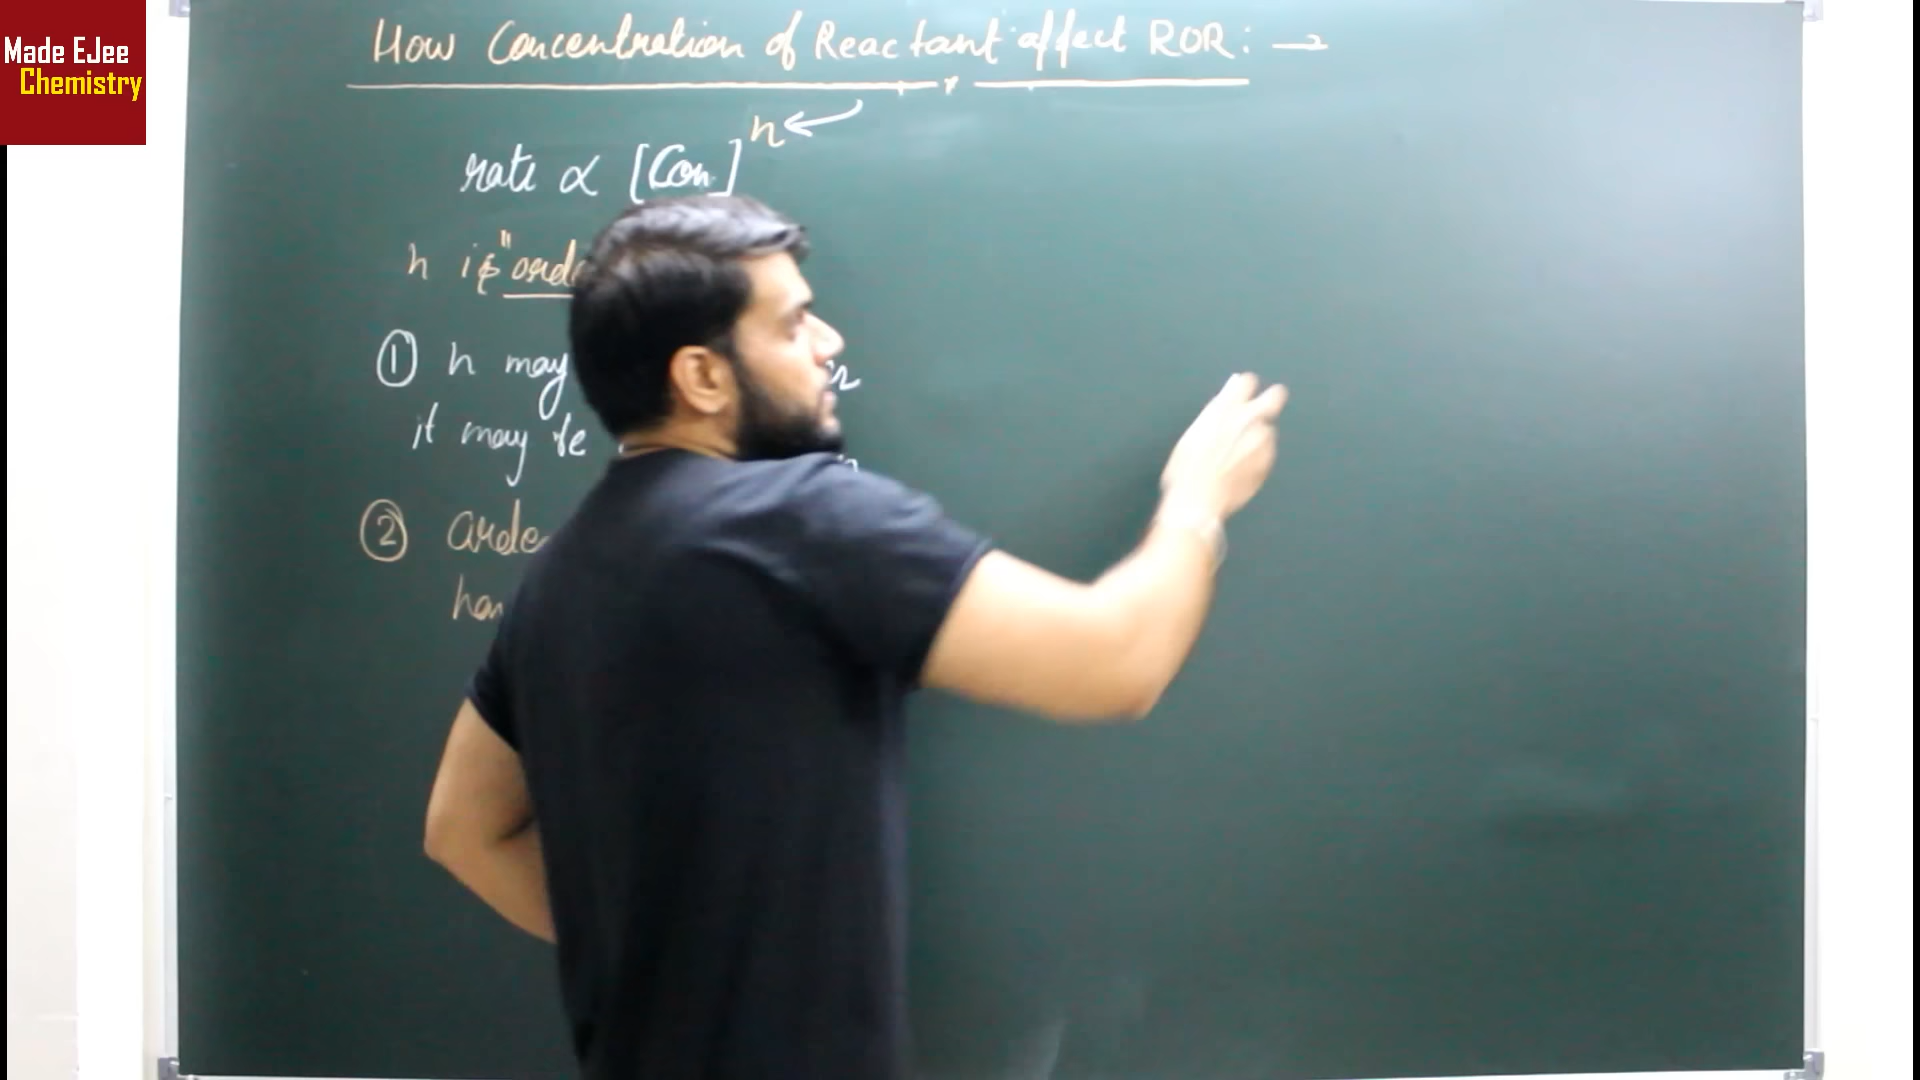 Made EJee
Chemistry
How Concentration of Reactant affect ROR: →
rate ∝ [Con]ⁿ ←
n is "orde
① n may
it may be
② order